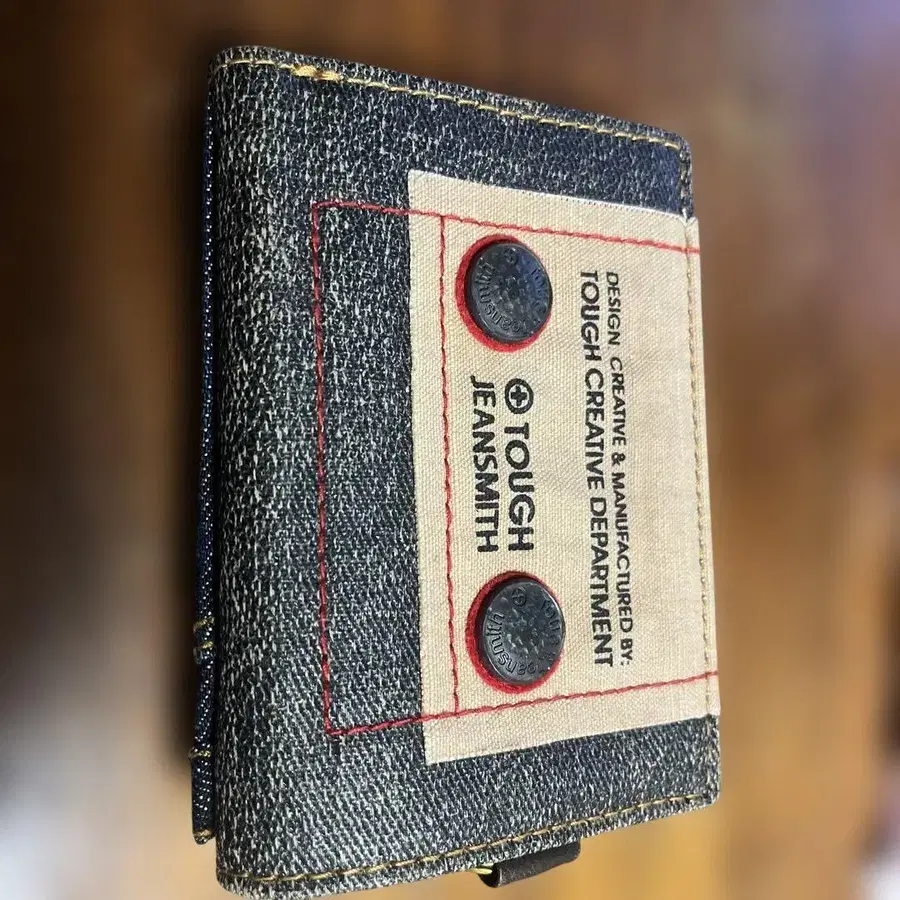 DESIGN CREATIVE & MANUFACTURED BY:
TOUGH CREATIVE DEPARTMENT
TOUGH
JEANSMITH